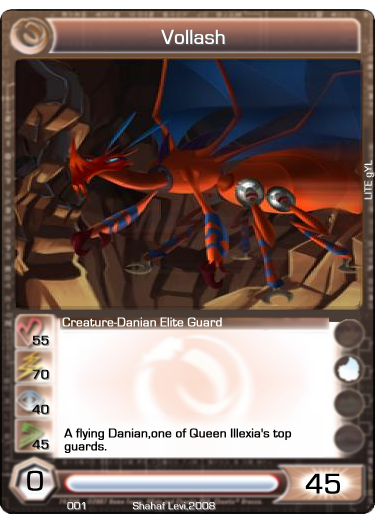 Vollash
LITE gYL
Creature-Danian Elite Guard
55
70
40
45
A flying Danian,one of Queen Illexia's top
guards.
0
45
001 Shahaf Levi,2008